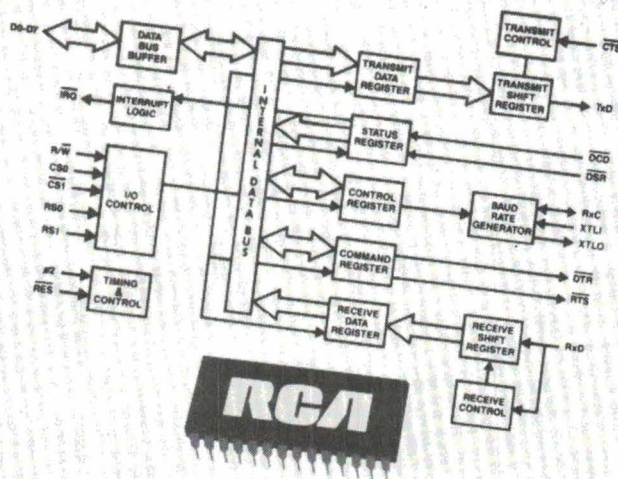 D0-D7
DATA
BUS
BUFFER
TRANSMIT
CONTROL
CTS
TRANSMIT
DATA
REGISTER
TRANSMIT
SHIFT
REGISTER
TxD
IRQ
INTERRUPT
LOGIC
INTERNAL DATA BUS
STATUS
REGISTER
DCD
DSR
R/W
CS0
CS1
RS0
RS1
I/O
CONTROL
CONTROL
REGISTER
BAUD
RATE
GENERATOR
RxC
XTLI
XTLO
COMMAND
REGISTER
DTR
RTS
ø2
RES
TIMING
&
CONTROL
RECEIVE
DATA
REGISTER
RECEIVE
SHIFT
REGISTER
RxD
RECEIVE
CONTROL
RCA